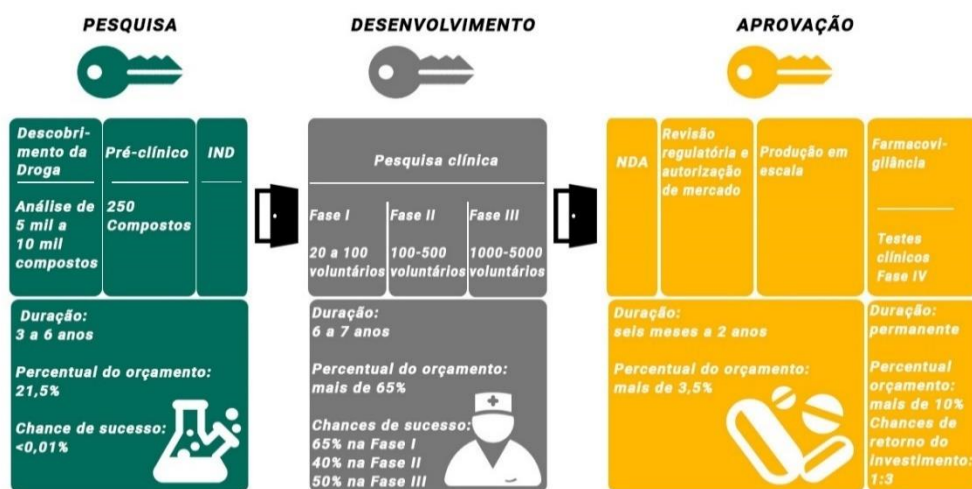 PESQUISA
Descobri-
mento da
Droga
Análise de
5 mil a
10 mil
compostos
Pré-clínico
250
Compostos
IND
Duração:
3 a 6 anos
Percentual do orçamento:
21,5%
Chance de sucesso:
<0,01%
DESENVOLVIMENTO
Pesquisa clínica
Fase I
20 a 100
voluntários
Fase II
100-500
voluntários
Fase III
1000-5000
voluntários
Duração:
6 a 7 anos
Percentual do orçamento:
mais de 65%
Chances de sucesso:
65% na Fase I
40% na Fase II
50% na Fase III
APROVAÇÃO
NDA
Revisão
regulatória e
autorização
de mercado
Produção em
escala
Farmacovi-
gilância
Testes
clínicos
Fase IV
Duração:
seis meses a 2 anos
Percentual do orçamento:
mais de 3,5%
Duração:
permanente
Percentual
orçamento:
mais de 10%
Chances de
retorno do
investimento:
1:3